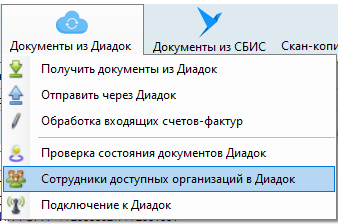 Документы из Диадок
Документы из СБИС
Скан-копи
Получить документы из Диадок
Отправить через Диадок
Обработка входящих счетов-фактур
Проверка состояния документов Диадок
Сотрудники доступных организаций в Диадок
Подключение к Диадок